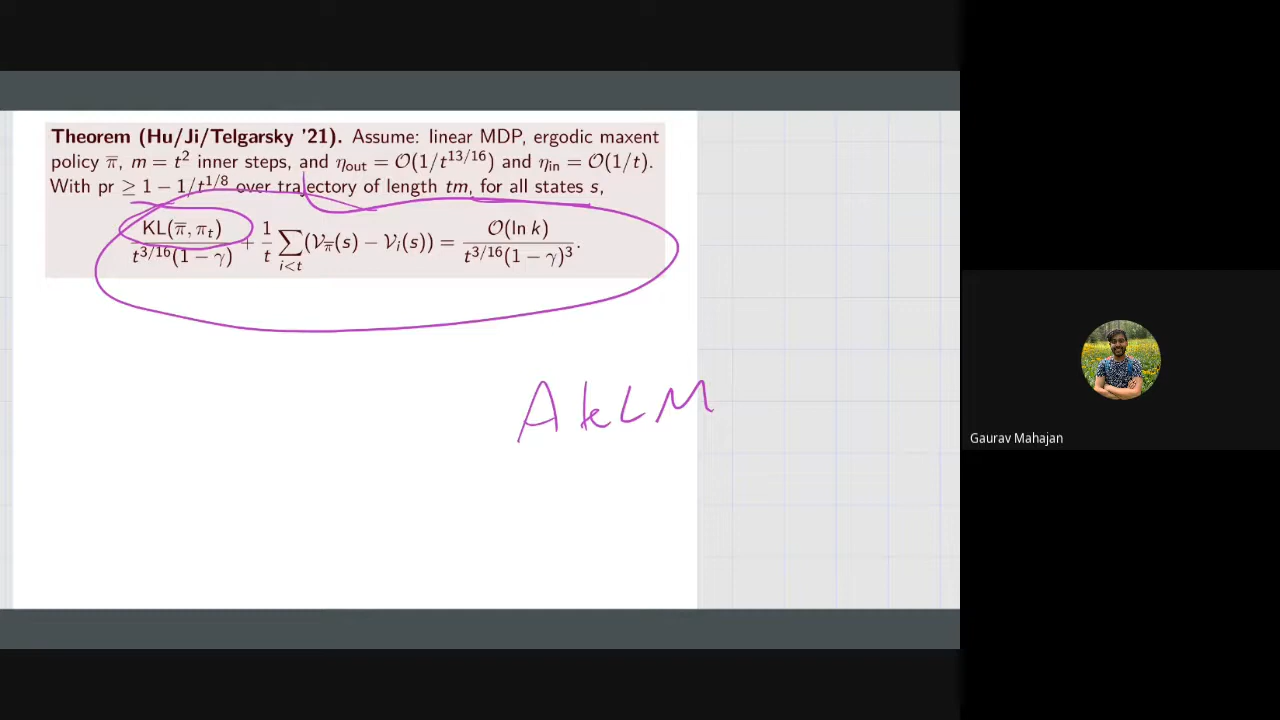 Theorem (Hu/Ji/Telgarsky '21). Assume: linear MDP, ergodic maxent
policy π̅, m = t² inner steps, and η_out = 𝒪(1/t^{13/16}) and η_in = 𝒪(1/t).
With pr ≥ 1 − 1/t^{1/8} over trajectory of length tm, for all states s,
KL(π̅, π_t) / t^{3/16}(1 − γ) + 1/t ∑_{i<t} (𝒱_π̅(s) − 𝒱_i(s)) = 𝒪(ln k) / t^{3/16}(1 − γ)³.
AkLM
Gaurav Mahajan